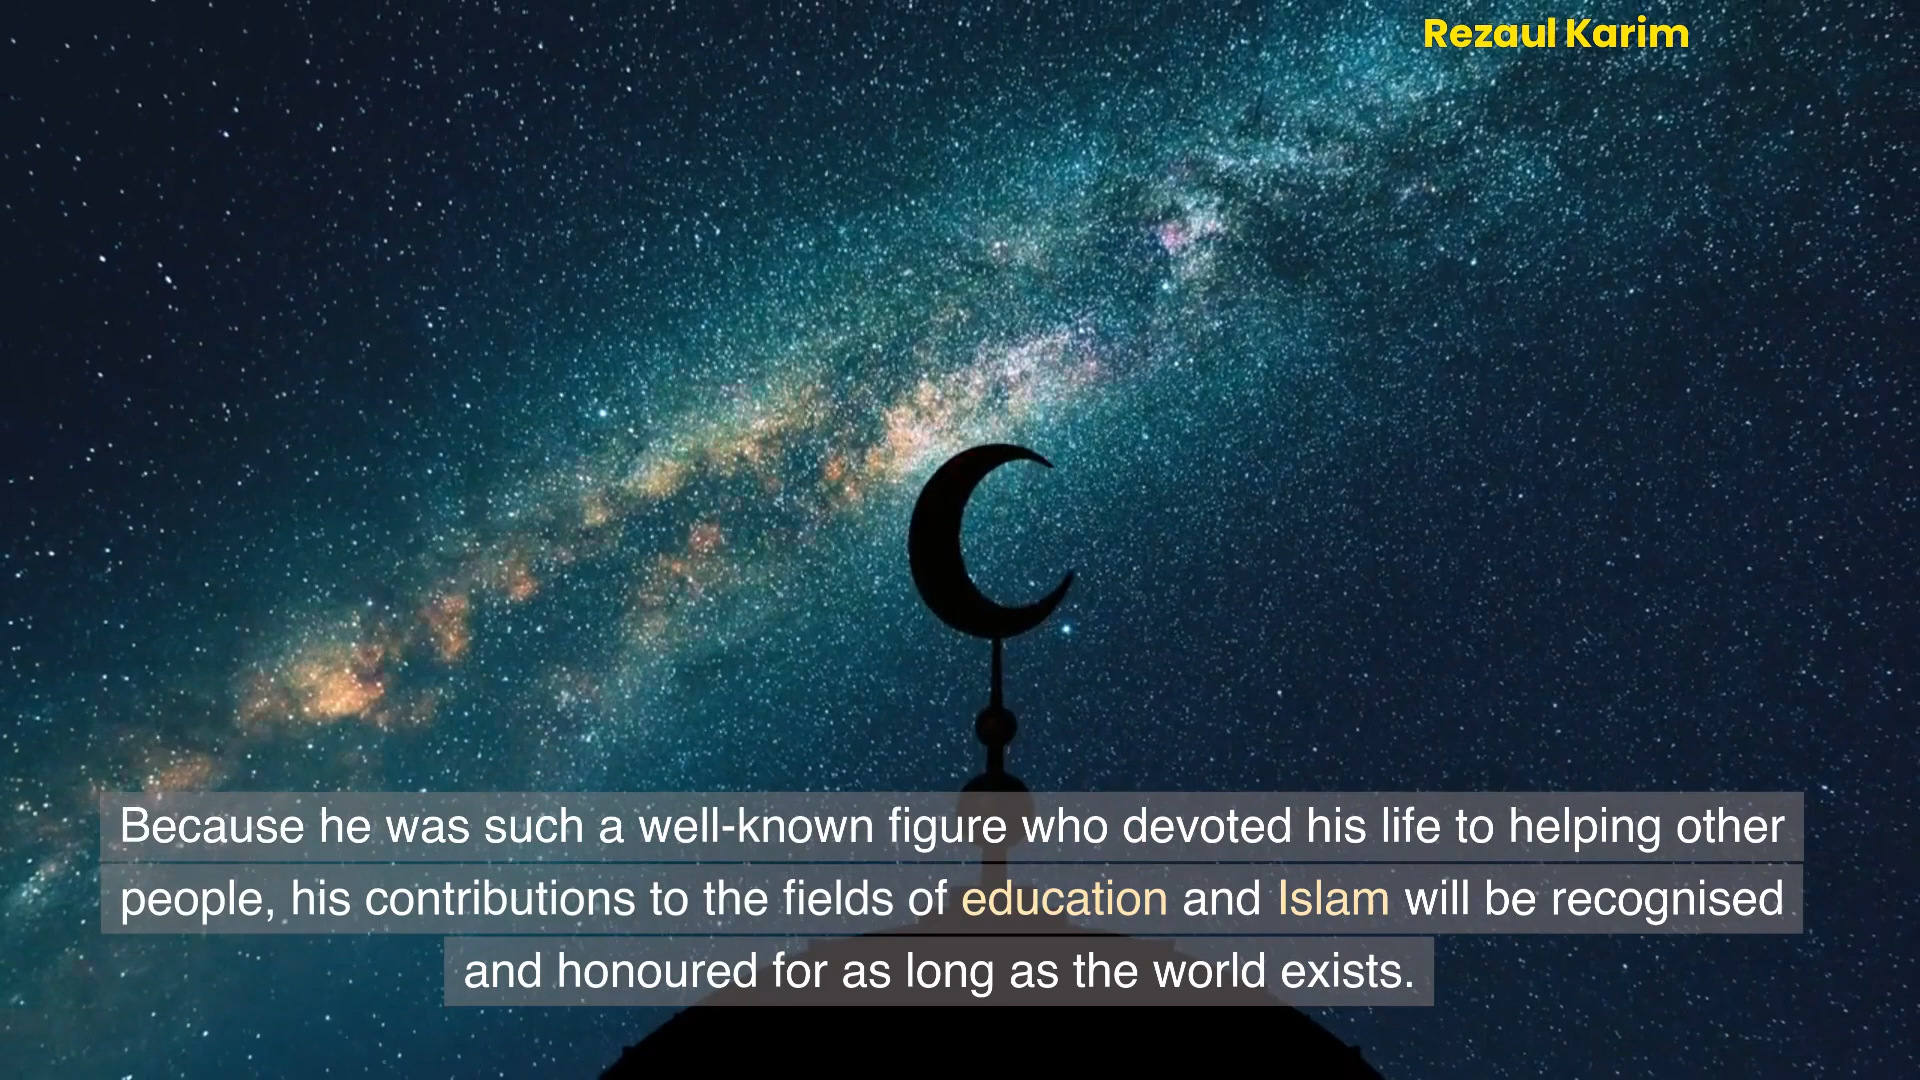 Rezaul Karim
Because he was such a well-known figure who devoted his life to helping other
people, his contributions to the fields of education and Islam will be recognised
and honoured for as long as the world exists.